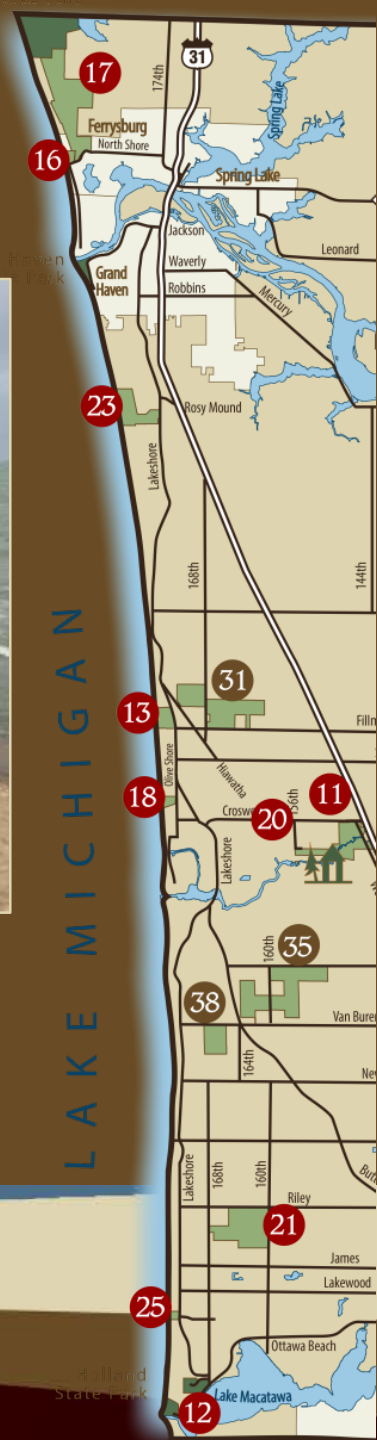 31
174th
17
Spring Lake
Ferrysburg
North Shore
16
Spring Lake
Jackson
Leonard
Haven
Park
Grand
Haven
Waverly
Robbins
Mercury
23
Rosy Mound
Lakeshore
168th
144th
LAKE MICHIGAN
31
13
Olive Shore
Hiawatha
18
20
156th
11
Lakeshore
35
160th
38
Van Buren
164th
Lakeshore
168th
160th
Riley
21
James
Lakewood
25
Ottawa Beach
Holland
State Park
Lake Macatawa
12